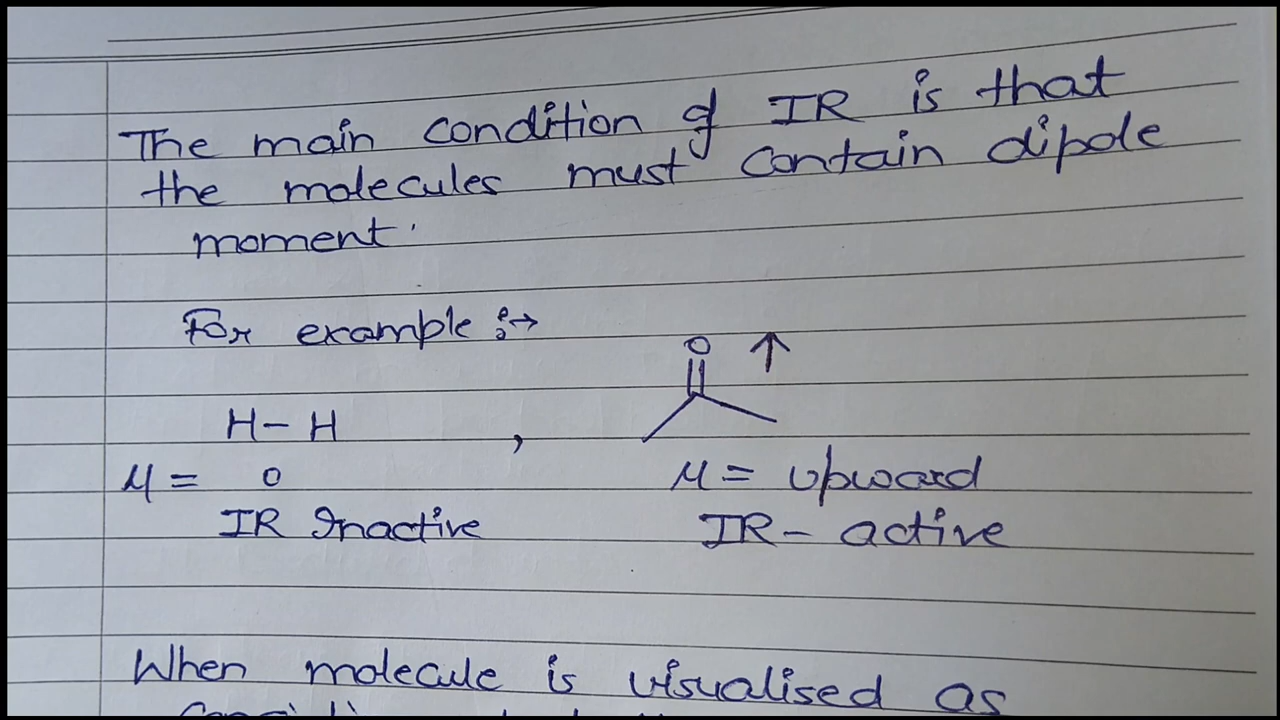 The main condition of IR is that
the molecules must contain dipole
moment.
For example :→
O ↑
H – H ,
μ = 0
μ = upward
IR Inactive
IR – active
When molecule is visualised as